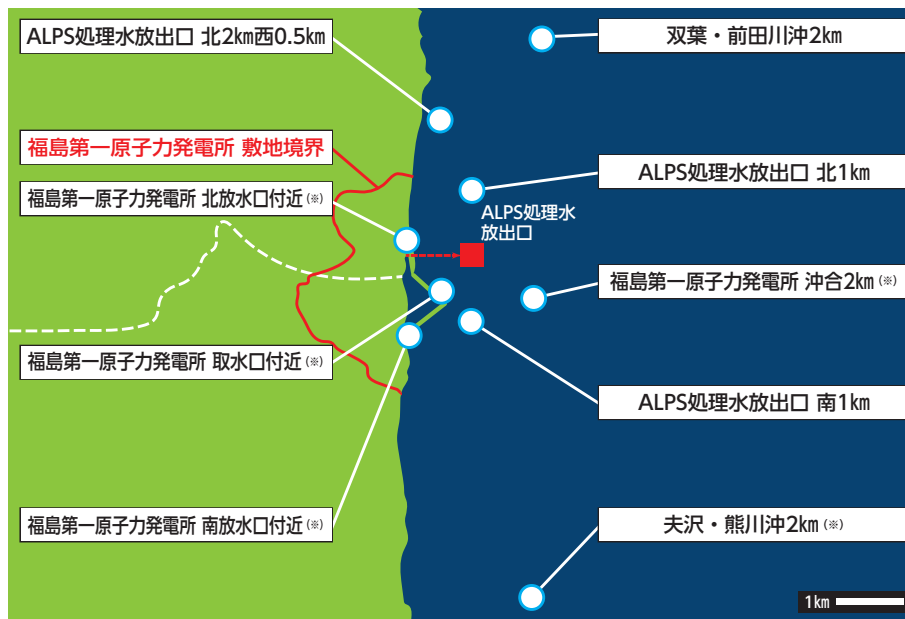 ALPS処理水放出口 北2km西0.5km
福島第一原子力発電所 敷地境界
福島第一原子力発電所 北放水口付近(※)
福島第一原子力発電所 取水口付近(※)
福島第一原子力発電所 南放水口付近(※)
双葉・前田川沖2km
ALPS処理水放出口 北1km
ALPS処理水
放出口
福島第一原子力発電所 沖合2km(※)
ALPS処理水放出口 南1km
夫沢・熊川沖2km(※)
1km